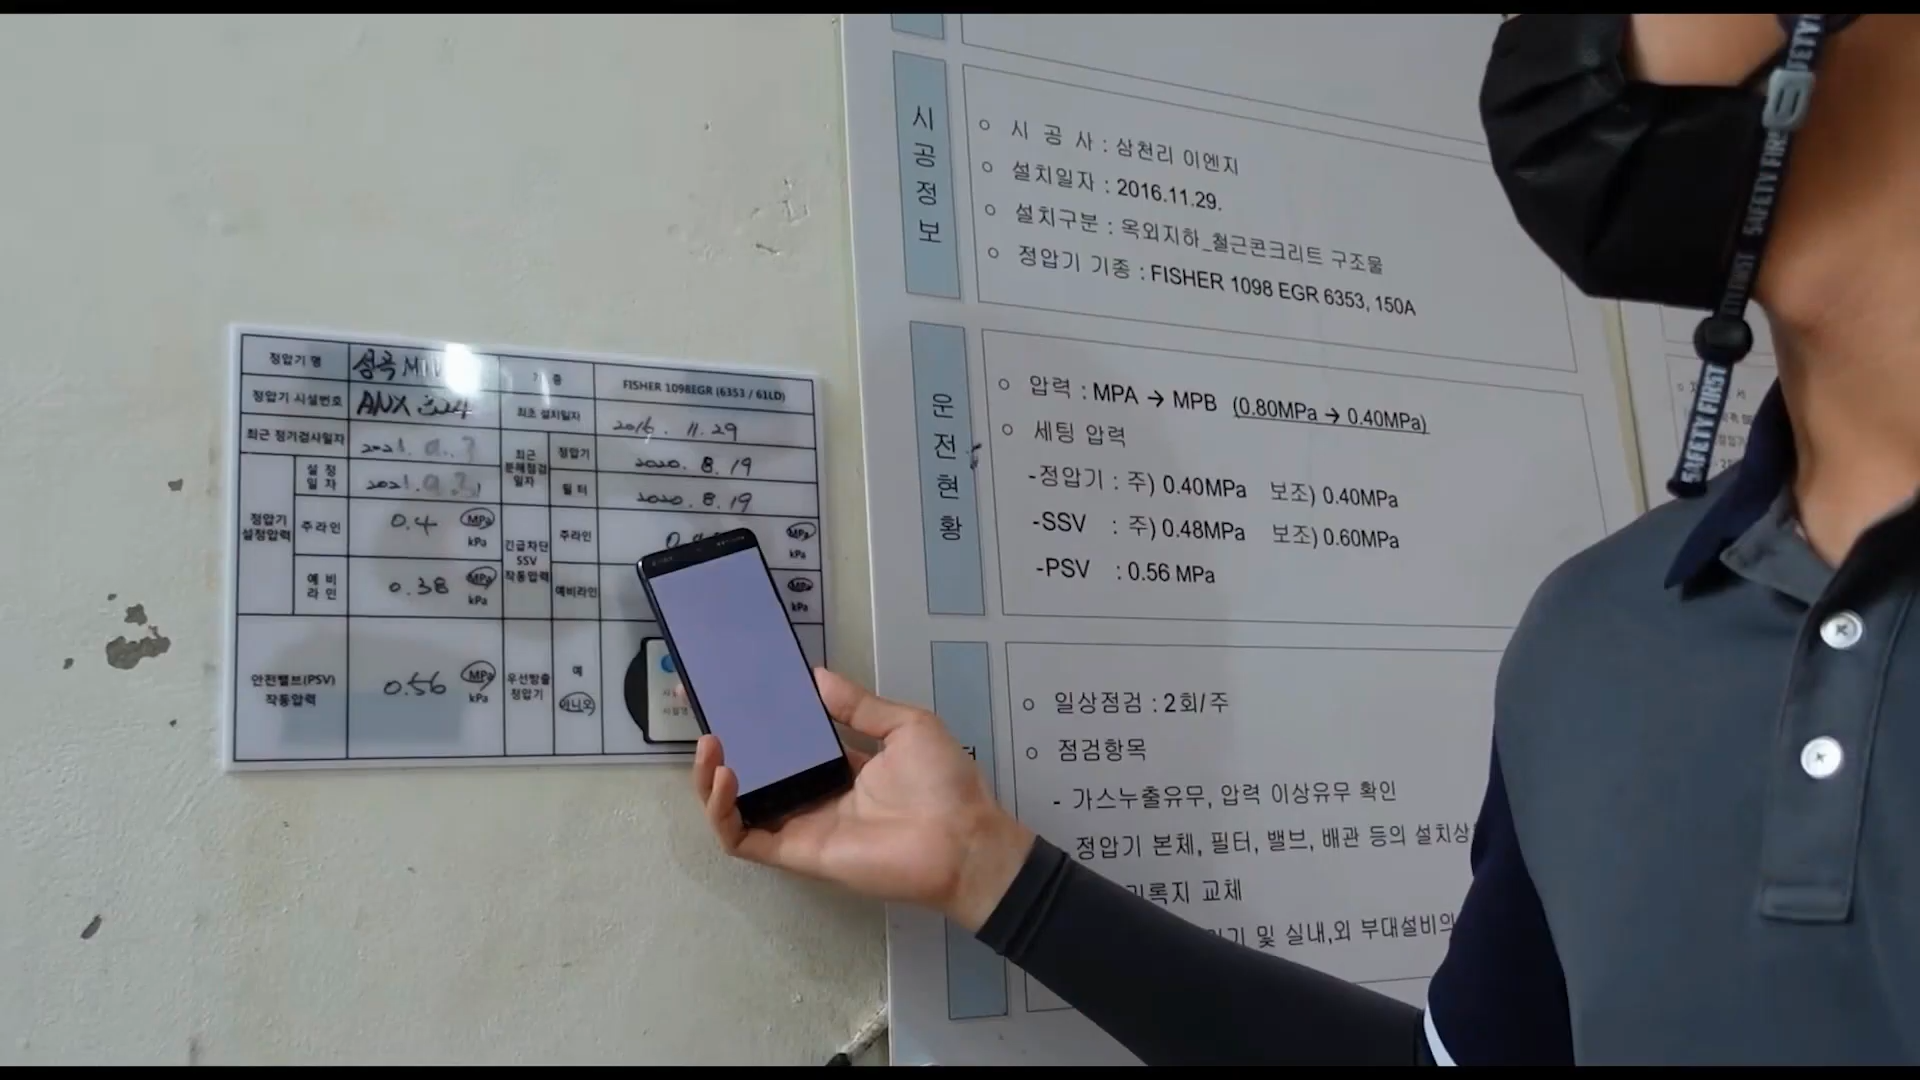 정압기 명
성곡 MIU
FISHER 1098EGR (6353 / 61LD)
정압기 시설번호
ANX
최초 설치일자
2016. 11. 29
최근 정기검사일자
2021.
최근
분해점검
일자
정압기
2020. 8. 19
필터
2020. 8. 19
설 정
일 자
2021.
정압기
설정압력
주라인
0.4
MPa
kPa
예 비
라 인
0.38
MPa
kPa
긴급차단
SSV
작동압력
주라인
MPa
kPa
예비라인
MPa
kPa
안전밸브(PSV)
작동압력
0.56
MPa
kPa
우선방출
정압기
예
아니오
시공정보
○ 시 공 사 : 삼천리 이엔지
○ 설치일자 : 2016.11.29.
○ 설치구분 : 옥외지하_철근콘크리트 구조물
○ 정압기 기종 : FISHER 1098 EGR 6353, 150A
운전현황
○ 압력 : MPA → MPB (0.80MPa → 0.40MPa)
○ 세팅 압력
-정압기 : 주) 0.40MPa 보조) 0.40MPa
-SSV : 주) 0.48MPa 보조) 0.60MPa
-PSV : 0.56 MPa
○ 일상점검 : 2회/주
○ 점검항목
- 가스누출유무, 압력 이상유무 확인
정압기 본체, 필터, 밸브, 배관 등의 설치상
기록지 교체
및 실내,외 부대설비의
SAFETY FIRST
SAFETY FIRST